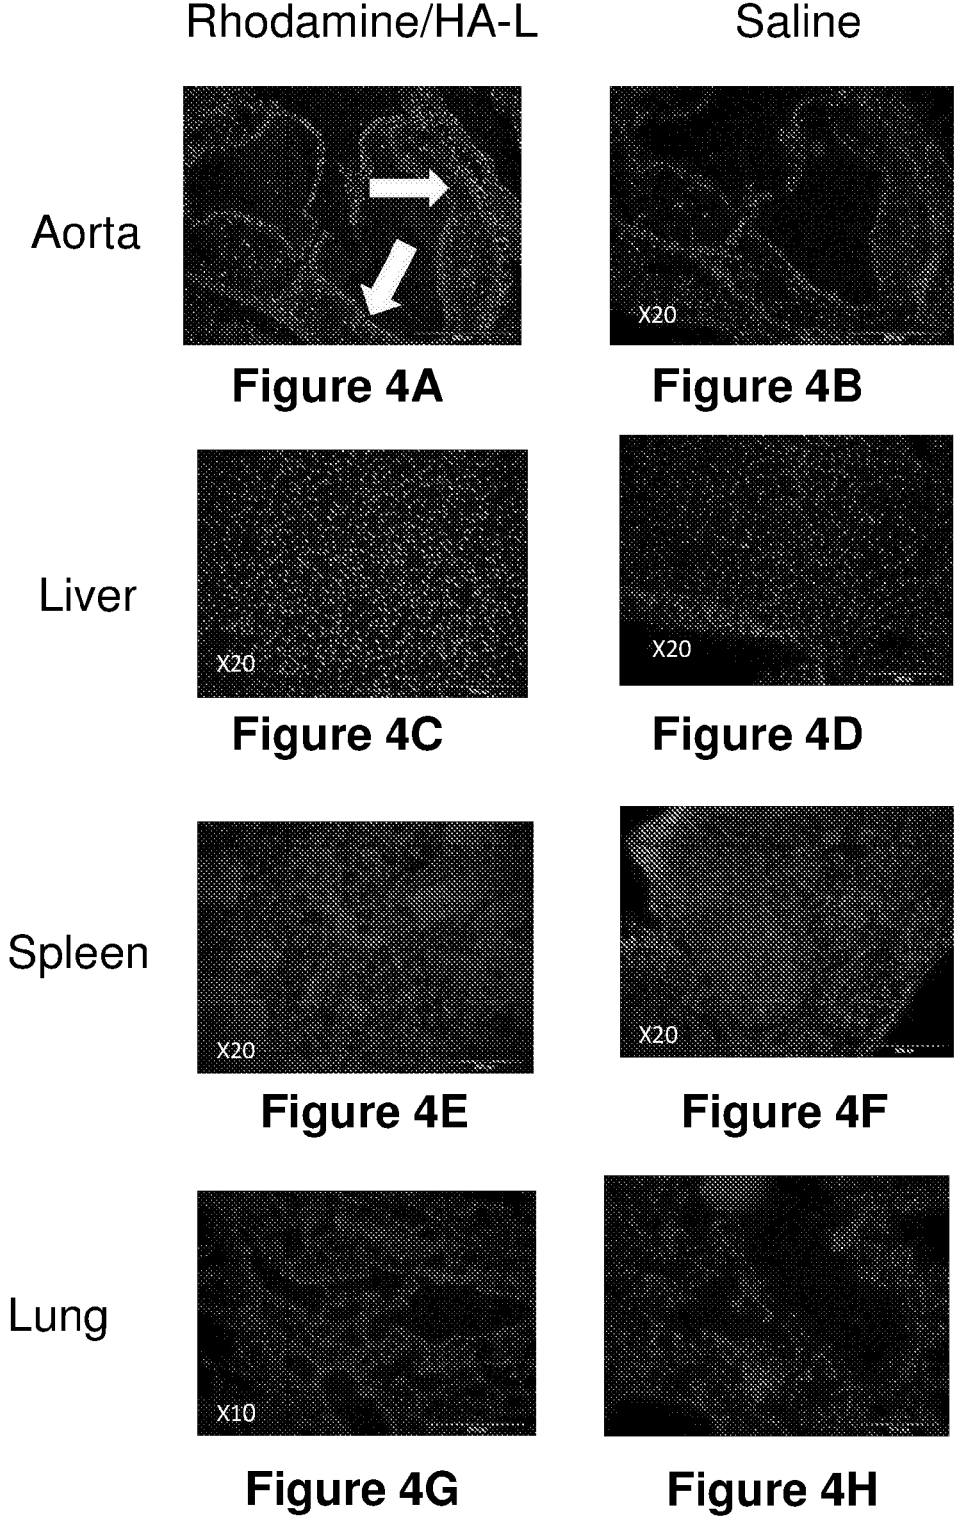 Rhodamine/HA-L Saline
Aorta
X20
Figure 4A Figure 4B
Liver
X20 X20
Figure 4C Figure 4D
Spleen
X20 X20
Figure 4E Figure 4F
Lung
X10
Figure 4G Figure 4H